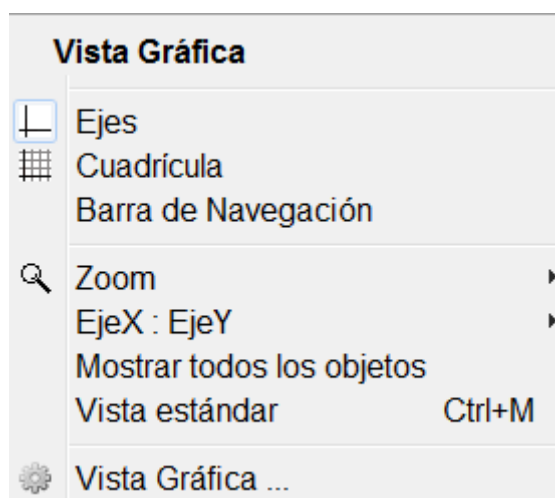 Vista Gráfica
Ejes
Cuadrícula
Barra de Navegación
Zoom
EjeX : EjeY
Mostrar todos los objetos
Vista estándar Ctrl+M
Vista Gráfica ...